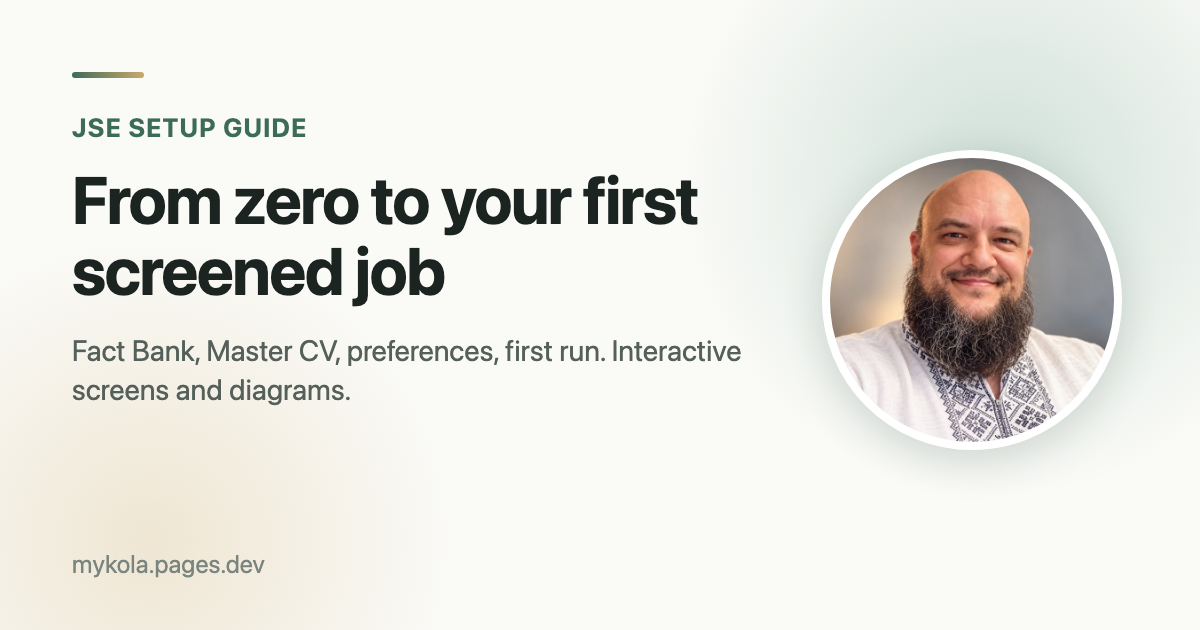 JSE SETUP GUIDE
From zero to your first
screened job
Fact Bank, Master CV, preferences, first run. Interactive
screens and diagrams.
mykola.pages.dev